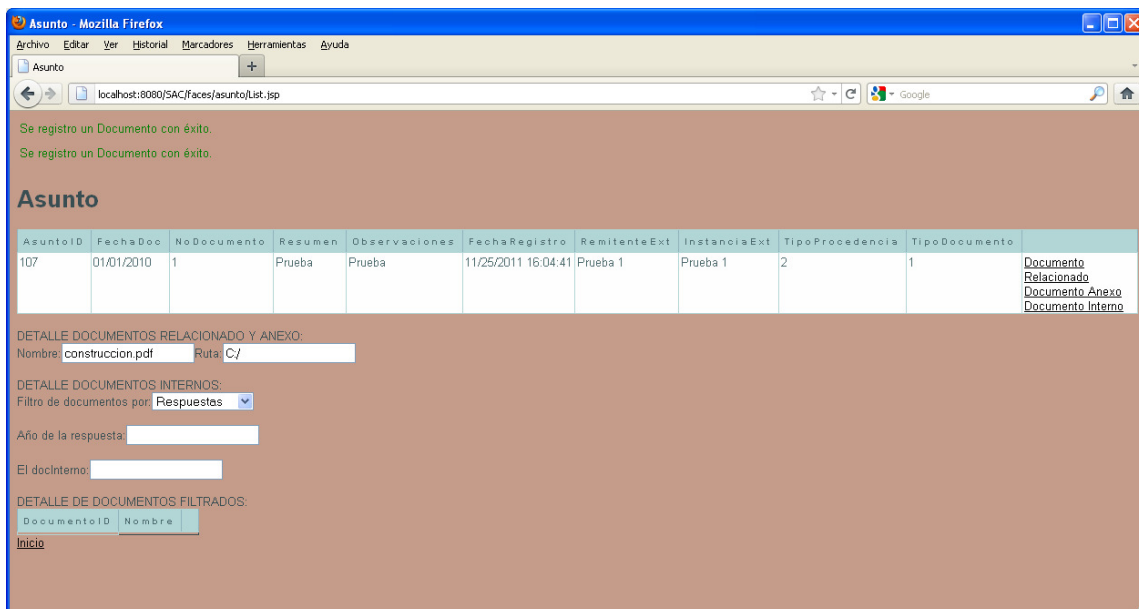 Asunto - Mozilla Firefox
Archivo Editar Ver Historial Marcadores Herramientas Ayuda
Asunto
localhost:8080/SAC/faces/asunto/List.jsp
Google
Se registro un Documento con éxito.
Se registro un Documento con éxito.
Asunto
AsuntoID FechaDoc NoDocumento Resumen Observaciones FechaRegistro RemitenteExt InstanciaExt TipoProcedencia TipoDocumento
107 01/01/2010 1 Prueba Prueba 11/25/2011 16:04:41 Prueba 1 Prueba 1 2 1 Documento
Relacionado
Documento Anexo
Documento Interno
DETALLE DOCUMENTOS RELACIONADO Y ANEXO:
Nombre: construccion.pdf Ruta: C:/
DETALLE DOCUMENTOS INTERNOS:
Filtro de documentos por: Respuestas
Año de la respuesta:
El docInterno:
DETALLE DE DOCUMENTOS FILTRADOS:
DocumentoID Nombre
Inicio